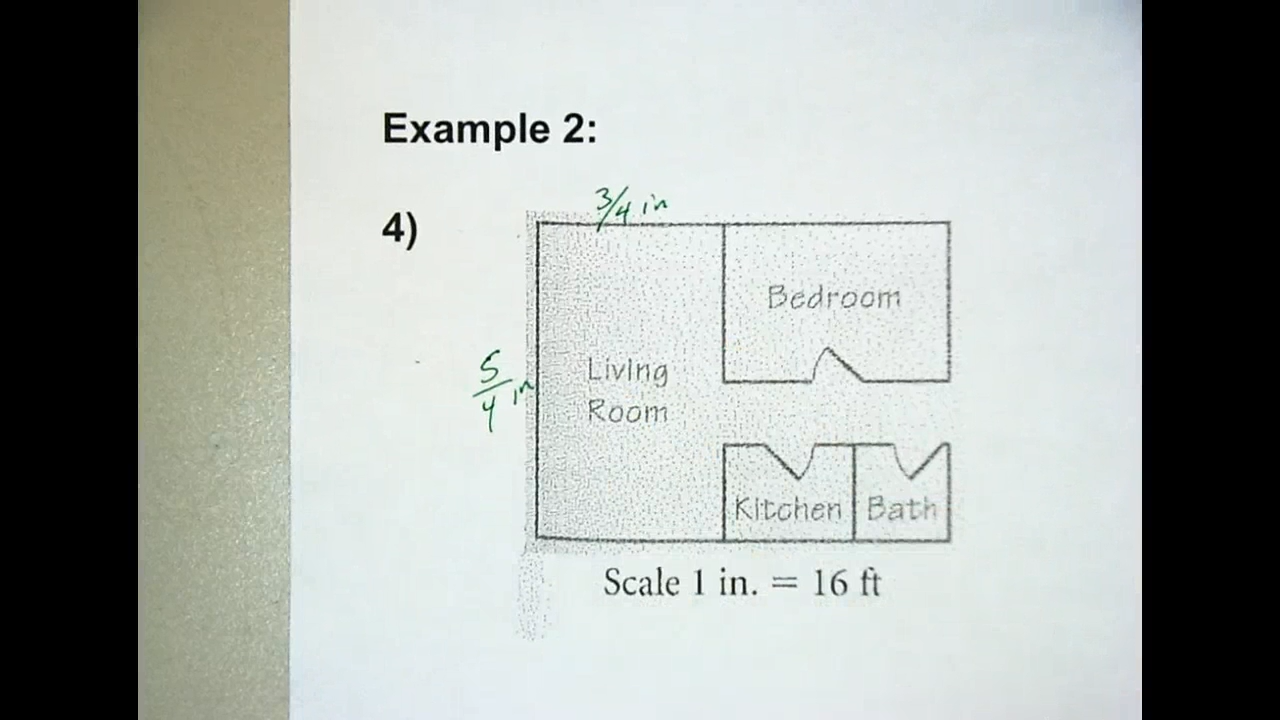 Example 2:
3/4 in
4)
Bedroom
5/4 in
Living
Room
Kitchen Bath
Scale 1 in. = 16 ft